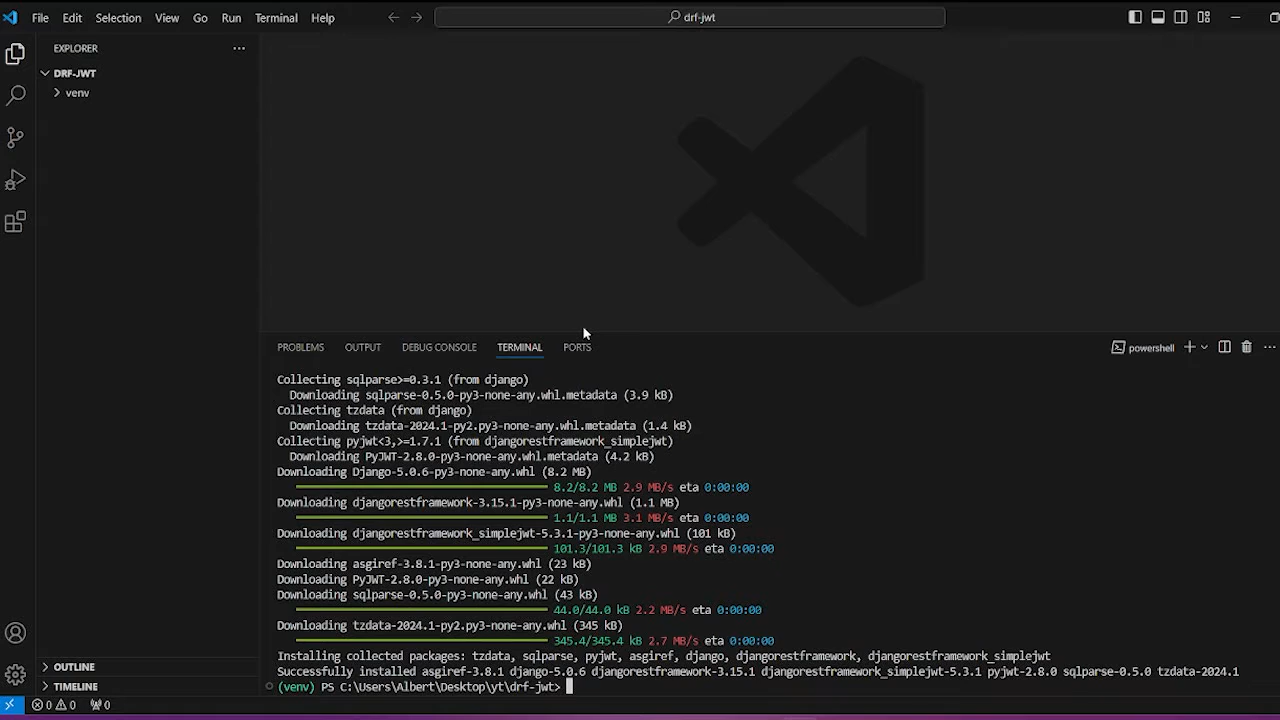 File Edit Selection View Go Run Terminal Help
drf-jwt
EXPLORER
DRF-JWT
venv
PROBLEMS OUTPUT DEBUG CONSOLE TERMINAL PORTS
powershell
Collecting sqlparse>=0.3.1 (from django)
Downloading sqlparse-0.5.0-py3-none-any.whl.metadata (3.9 kB)
Collecting tzdata (from django)
Downloading tzdata-2024.1-py2.py3-none-any.whl.metadata (1.4 kB)
Collecting pyjwt<3,>=1.7.1 (from djangorestframework_simplejwt)
Downloading PyJWT-2.8.0-py3-none-any.whl.metadata (4.2 kB)
Downloading Django-5.0.6-py3-none-any.whl (8.2 MB)
8.2/8.2 MB 2.9 MB/s eta 0:00:00
Downloading djangorestframework-3.15.1-py3-none-any.whl (1.1 MB)
1.1/1.1 MB 3.1 MB/s eta 0:00:00
Downloading djangorestframework_simplejwt-5.3.1-py3-none-any.whl (101 kB)
101.3/101.3 kB 2.9 MB/s eta 0:00:00
Downloading asgiref-3.8.1-py3-none-any.whl (23 kB)
Downloading PyJWT-2.8.0-py3-none-any.whl (22 kB)
Downloading sqlparse-0.5.0-py3-none-any.whl (43 kB)
44.0/44.0 kB 2.2 MB/s eta 0:00:00
Downloading tzdata-2024.1-py2.py3-none-any.whl (345 kB)
345.4/345.4 kB 2.7 MB/s eta 0:00:00
Installing collected packages: tzdata, sqlparse, pyjwt, asgiref, django, djangorestframework, djangorestframework_simplejwt
Successfully installed asgiref-3.8.1 django-5.0.6 djangorestframework-3.15.1 djangorestframework_simplejwt-5.3.1 pyjwt-2.8.0 sqlparse-0.5.0 tzdata-2024.1
(venv) PS C:\Users\Albert\Desktop\yt\drf-jwt>
OUTLINE
TIMELINE
0 0 0